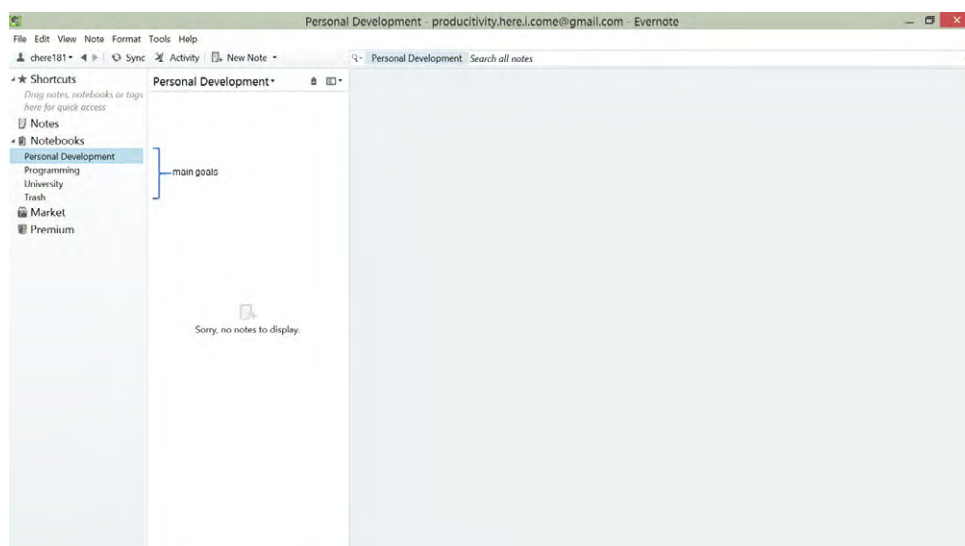 Personal Development - producitivity.here.i.come@gmail.com - Evernote
File Edit View Note Format Tools Help
chere181 Sync Activity New Note Personal Development Search all notes
Shortcuts
Drag notes, notebooks or tags
here for quick access
Notes
Notebooks
Personal Development
Programming
University
Trash
Market
Premium
Personal Development
main goals
Sorry, no notes to display.